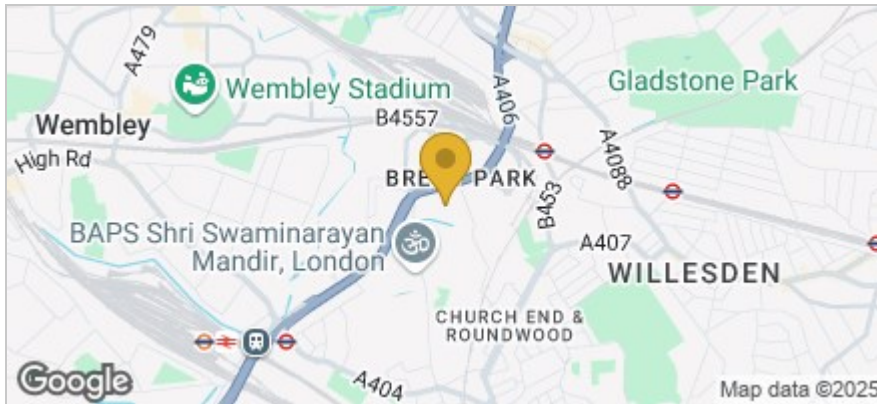 A479
Wembley Stadium
A406
Gladstone Park
B4557
Wembley
High Rd
A4088
BRE PARK
B453
BAPS Shri Swaminarayan
Mandir, London
A407
WILLESDEN
CHURCH END &
ROUNDWOOD
A404
Google
Map data ©2025